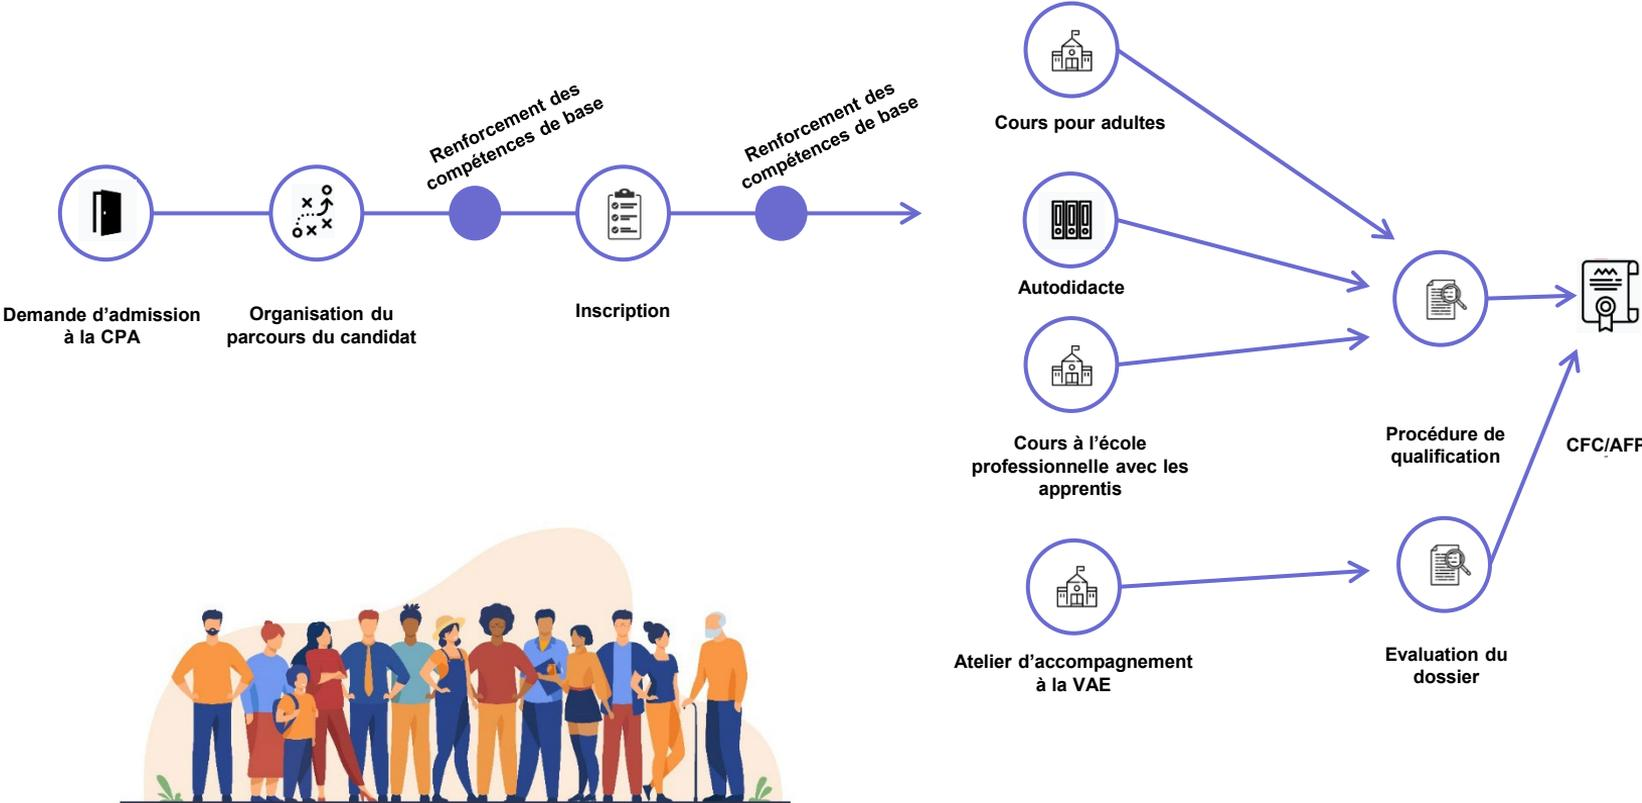 Renforcement des
compétences de base
Renforcement des
compétences de base
Demande d’admission
à la CPA
Organisation du
parcours du candidat
Inscription
Cours pour adultes
Autodidacte
Cours à l’école
professionnelle avec les
apprentis
Atelier d’accompagnement
à la VAE
Procédure de
qualification
CFC/AFP
Evaluation du
dossier